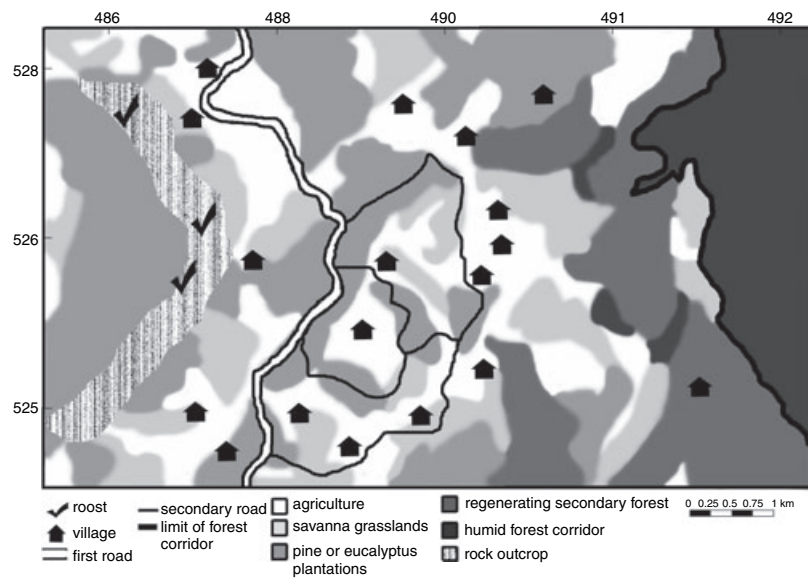 486 488 490 491 492
528
526
525
roost
village
first road
secondary road
limit of forest
corridor
agriculture
savanna grasslands
pine or eucalyptus
plantations
regenerating secondary forest
humid forest corridor
rock outcrop
0 0.25 0.5 0.75 1 km